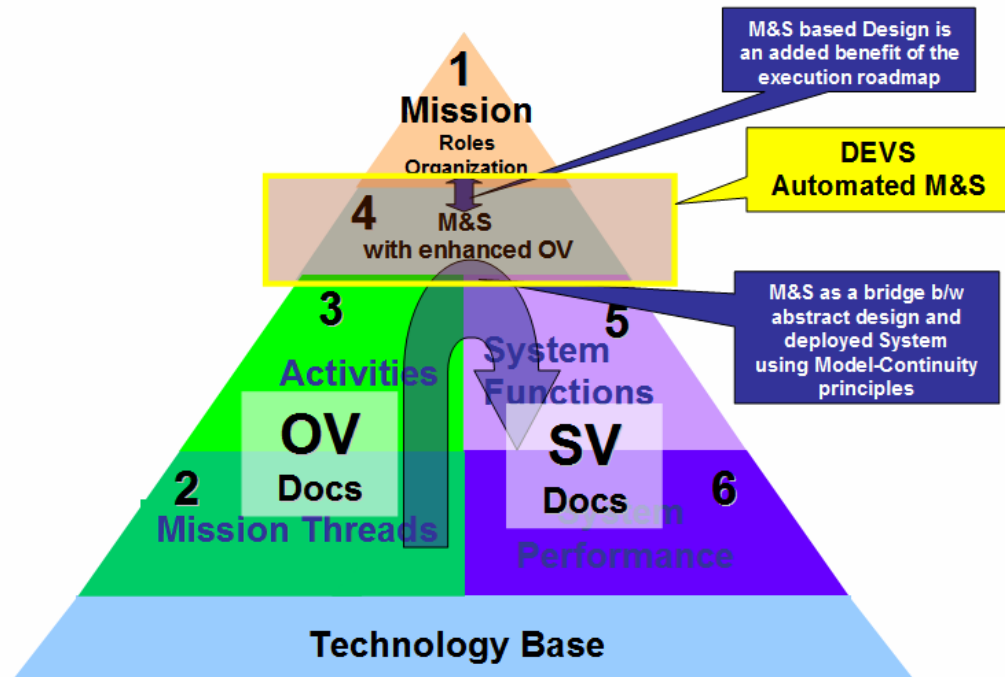 M&S based Design is
an added benefit of the
execution roadmap
1
Mission
Roles
Organization
DEVS
Automated M&S
4
M&S
with enhanced OV
M&S as a bridge b/w
abstract design and
deployed System
using Model-Continuity
principles
3
Activities
5
System
Functions
OV
Docs
SV
Docs
2
Mission Threads
6
System
Performance
Technology Base